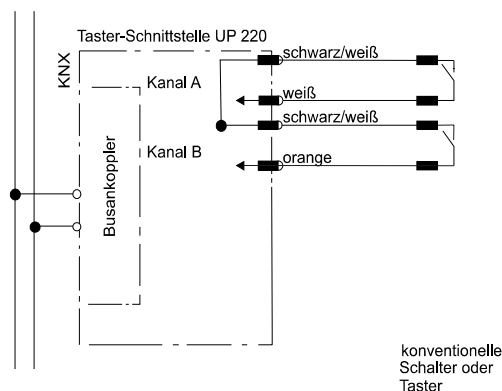 Taster-Schnittstelle UP 220
KNX
Kanal A
Kanal B
Busankoppler
schwarz/weiß
weiß
schwarz/weiß
orange
konventionelle
Schalter oder
Taster